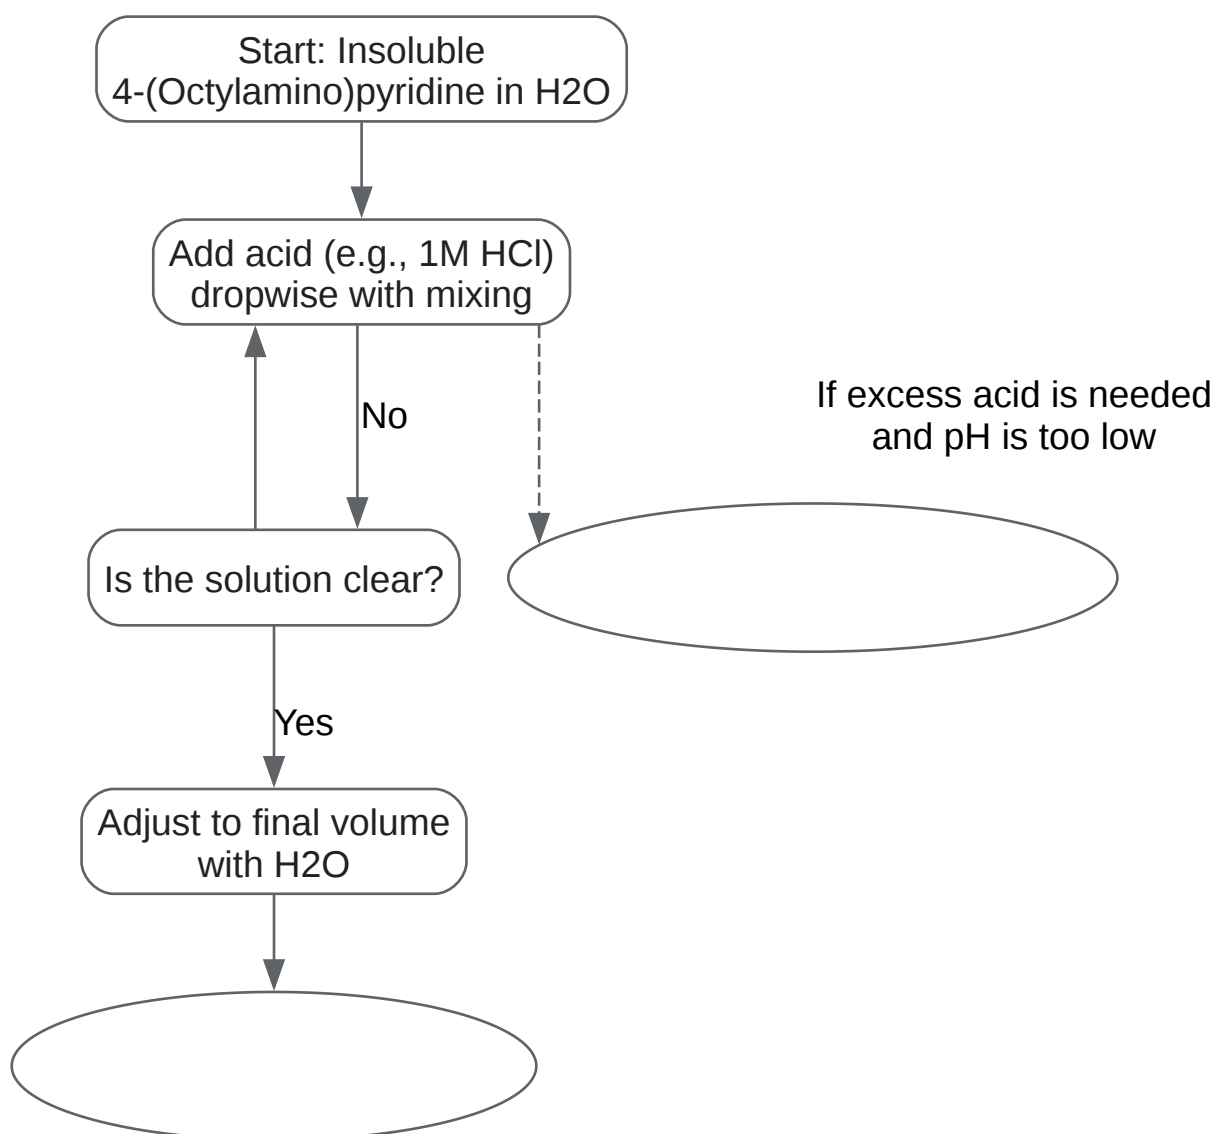 Start: Insoluble
4-(Octylamino)pyridine in H2O
Add acid (e.g., 1M HCl)
dropwise with mixing
No
If excess acid is needed
and pH is too low
Is the solution clear?
Yes
Adjust to final volume
with H2O